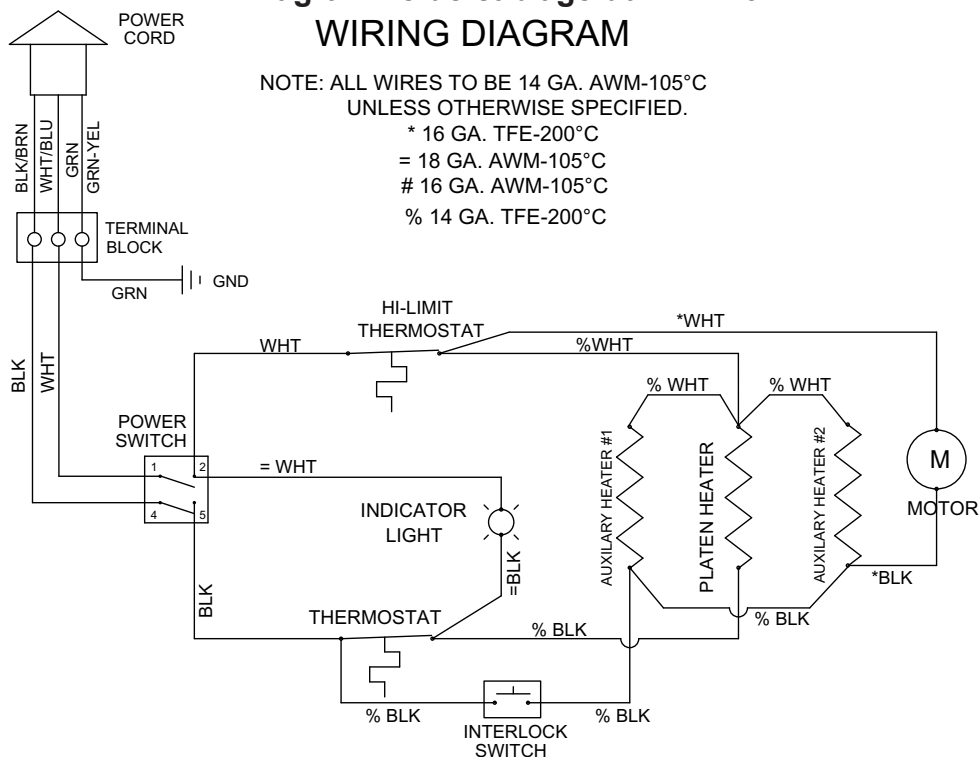 WIRING DIAGRAM
POWER
CORD
NOTE: ALL WIRES TO BE 14 GA. AWM-105°C
UNLESS OTHERWISE SPECIFIED.
* 16 GA. TFE-200°C
= 18 GA. AWM-105°C
# 16 GA. AWM-105°C
% 14 GA. TFE-200°C
BLK/BRN
WHT/BLU
GRN
GRN-YEL
TERMINAL
BLOCK
GRN
GND
BLK
WHT
HI-LIMIT
THERMOSTAT
WHT
*WHT
%WHT
% WHT
% WHT
POWER
SWITCH
1
2
4
5
= WHT
INDICATOR
LIGHT
=BLK
AUXILARY HEATER #1
PLATEN HEATER
AUXILARY HEATER #2
M
MOTOR
*BLK
BLK
THERMOSTAT
% BLK
% BLK
% BLK
% BLK
INTERLOCK
SWITCH